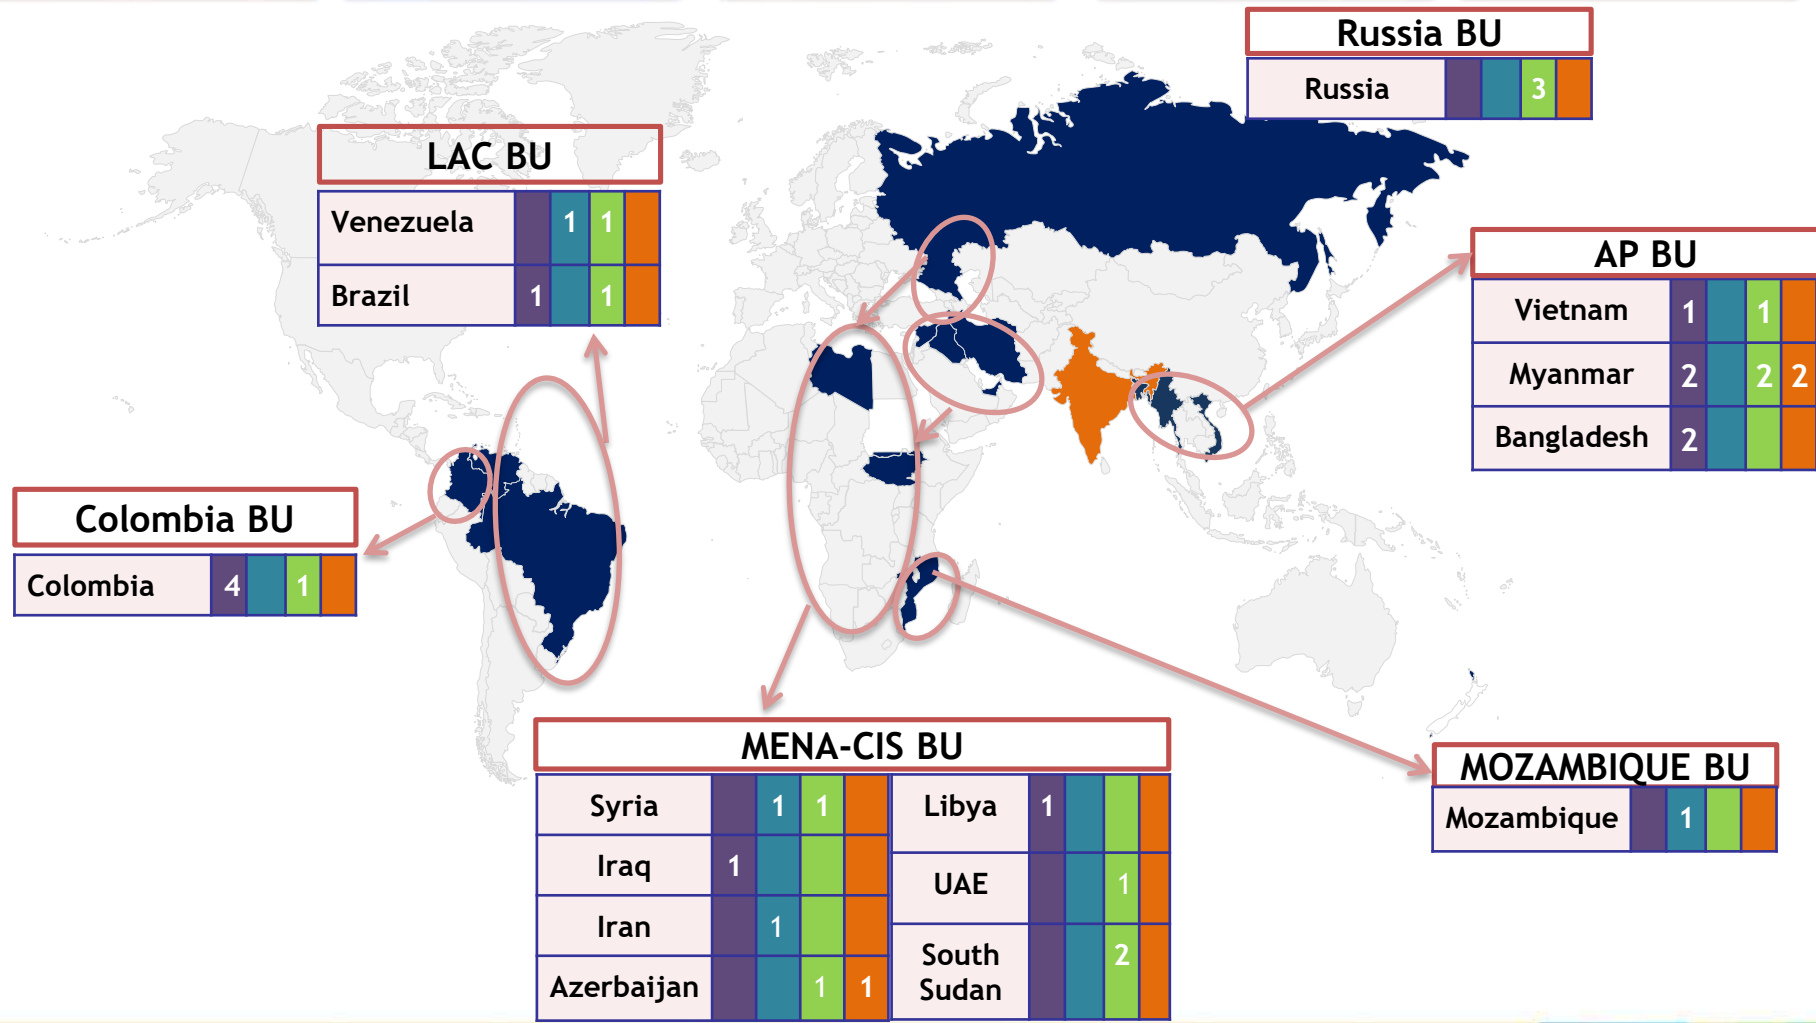 Russia BU
Russia 3
LAC BU
Venezuela 1 1
Brazil 1 1
AP BU
Vietnam 1 1
Myanmar 2 2 2
Bangladesh 2
Colombia BU
Colombia 4 1
MENA-CIS BU
Syria 1 1
Iraq 1
Iran 1
Azerbaijan 1 1
Libya 1
UAE 1
South
Sudan
2
MOZAMBIQUE BU
Mozambique 1